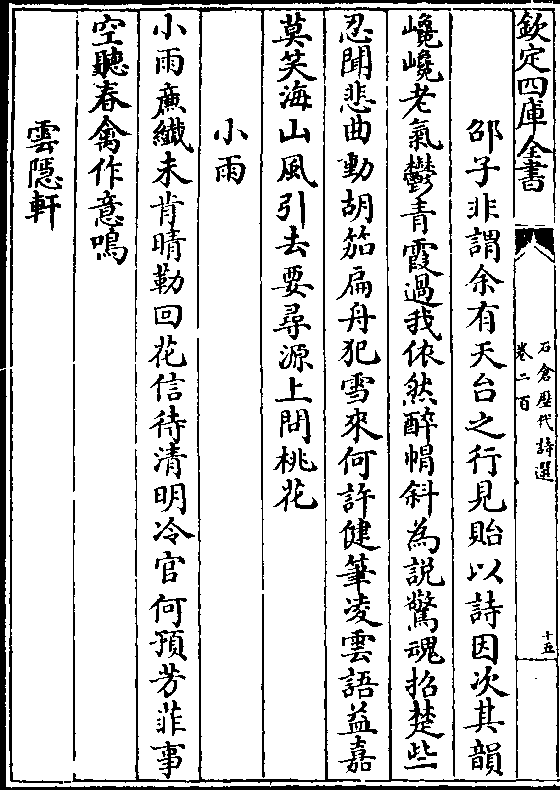 欽定四庫全書
石倉歷代詩選
卷二百
十五
邵子非謂余有天台之行見貽以詩因次其韻
巉巉老氣鬱青霞過我依然醉帽斜為説驚魂招楚些
忍聞悲曲動胡笳扁舟犯雪來何許健筆凌雲語益嘉
莫笑海山風引去要尋源上問桃花
小雨
小雨亷纖未肯晴勒回花信待清明冷官何預芳菲事
空聽春禽作意鳴
雲隠軒